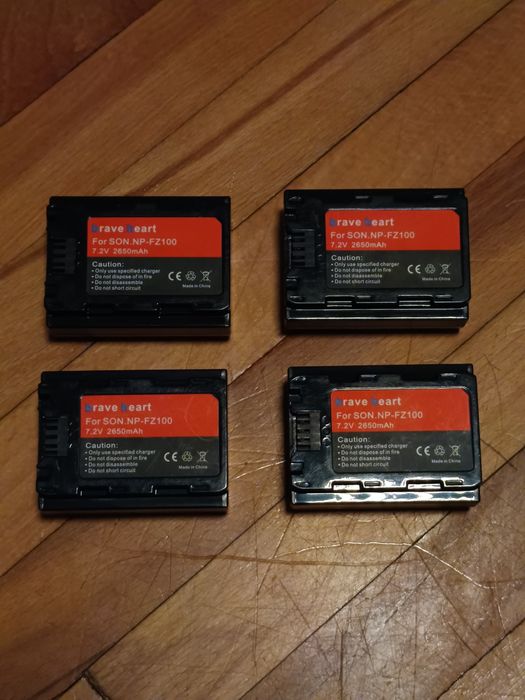 brave heart
For SON.NP-FZ100
7.2V 2650mAh
Caution:
• Only use specified charger
• Do not dispose of in fire
• Do not disassemble
• Do not short circuit
CE
Made in China
brave heart
For SON.NP-FZ100
7.2V 2650mAh
Caution:
• Only use specified charger
• Do not dispose of in fire
• Do not disassemble
• Do not short circuit
CE
Made in China
brave heart
For SON.NP-FZ100
7.2V 2650mAh
Caution:
• Only use specified charger
• Do not dispose of in fire
• Do not disassemble
• Do not short circuit
CE
Made in China
brave heart
For SON.NP-FZ100
7.2V 2650mAh
Caution:
• Only use specified charger
• Do not dispose of in fire
• Do not disassemble
• Do not short circuit
CE
Made in China